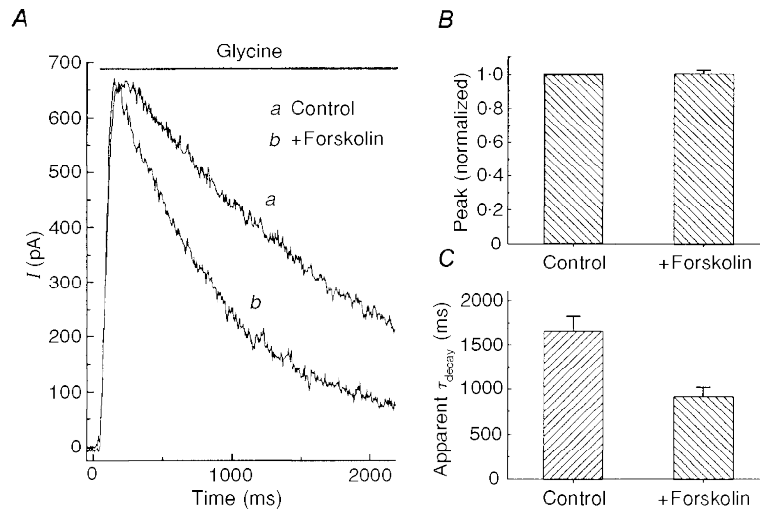 A
Glycine
700
600
500
400
300
200
100
0
I (pA)
a Control
b +Forskolin
a
b
0 1000 2000
Time (ms)
B
Peak (normalized)
1·0
0·8
0·6
0·4
0·2
0
Control +Forskolin
C
Apparent τdecay (ms)
2000
1500
1000
500
0
Control +Forskolin